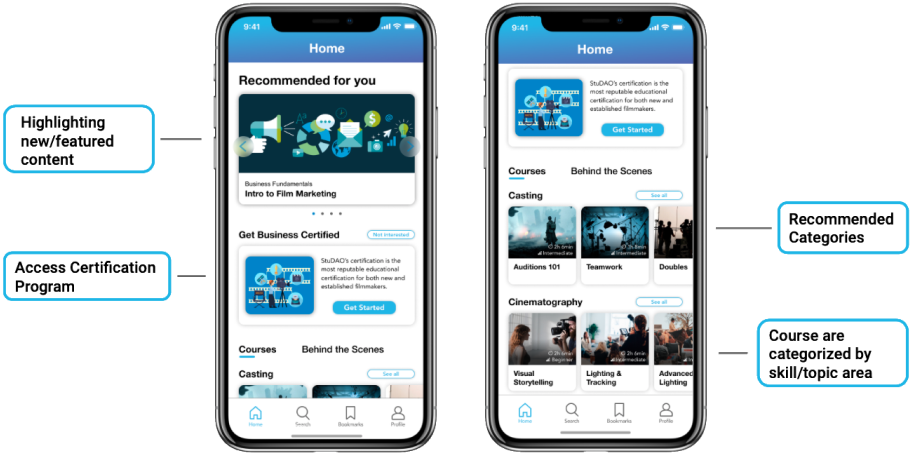 Highlighting
new/featured
content
Access Certification
Program
9:41
Home
Recommended for you
Business Fundamentals
Intro to Film Marketing
Get Business Certified
Not Interested
StuDAO's certification is the
most reputable educational
certification for both new and
established filmmakers.
Get Started
Courses
Behind the Scenes
Casting
See all
Home
Search
Bookmarks
Profile
9:41
Home
StuDAO's certification is the
most reputable educational
certification for both new and
established filmmakers.
Get Started
Courses
Behind the Scenes
Casting
See all
2h 6min
Intermediate
2h 6min
Intermediate
Auditions 101
Teamwork
Doubles
Cinematography
See all
2h 6min
Beginner
2h 6min
Intermediate
Visual
Storytelling
Lighting &
Tracking
Advanced
Lighting
Home
Search
Bookmarks
Profile
Recommended
Categories
Course are
categorized by
skill/topic area